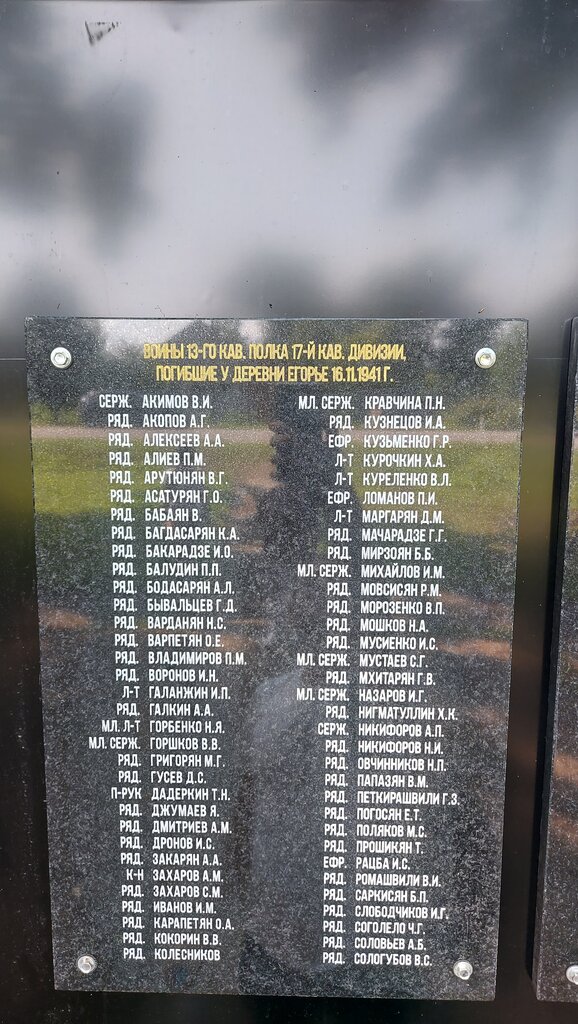 ВОИНЫ 13-ГО КАВ. ПОЛКА 17-Й КАВ. ДИВИЗИИ,
ПОГИБШИЕ У ДЕРЕВНИ ЕГОРЬЕ 16.11.1941 Г.
СЕРЖ. АКИМОВ В.И.
РЯД. АКОПОВ А.Г.
РЯД. АЛЕКСЕЕВ А.А.
РЯД. АЛИЕВ П.М.
РЯД. АРУТЮНЯН В.Г.
РЯД. АСАТУРЯН Г.О.
РЯД. БАБАЯН В.
РЯД. БАГДАСАРЯН К.А.
РЯД. БАКАРАДЗЕ И.О.
РЯД. БАЛУДИН П.П.
РЯД. БОДАСАРЯН А.Л.
РЯД. БЫВАЛЬЦЕВ Г.Д.
РЯД. ВАРДАНЯН Н.С.
РЯД. ВАРПЕТЯН О.Е.
РЯД. ВЛАДИМИРОВ П.М.
РЯД. ВОРОНОВ И.Н.
Л-Т ГАЛАНЖИН И.П.
РЯД. ГАЛКИН А.А.
МЛ. Л-Т ГОРБЕНКО Н.Я.
МЛ. СЕРЖ. ГОРШКОВ В.В.
РЯД. ГРИГОРЯН М.Г.
РЯД. ГУСЕВ Д.С.
П-РУК ДАДЕРКИН Т.Н.
РЯД. ДЖУМАЕВ Я.
РЯД. ДМИТРИЕВ А.М.
РЯД. ДРОНОВ И.С.
РЯД. ЗАКАРЯН А.А.
К-Н ЗАХАРОВ А.М.
РЯД. ЗАХАРОВ С.М.
РЯД. ИВАНОВ И.М.
РЯД. КАРАПЕТЯН О.А.
РЯД. КОКОРИН В.В.
РЯД. КОЛЕСНИКОВ
МЛ. СЕРЖ. КРАВЧИНА П.Н.
РЯД. КУЗНЕЦОВ И.А.
ЕФР. КУЗЬМЕНКО Г.Р.
Л-Т КУРОЧКИН Х.А.
Л-Т КУРЕЛЕНКО В.Л.
ЕФР. ЛОМАНОВ П.И.
Л-Т МАРГАРЯН Д.М.
РЯД. МАЧАРАДЗЕ Г.Г.
РЯД. МИРЗОЯН Б.Б.
МЛ. СЕРЖ. МИХАЙЛОВ И.М.
РЯД. МОВСИСЯН Р.М.
РЯД. МОРОЗЕНКО В.П.
РЯД. МОШКОВ Н.А.
РЯД. МУСИЕНКО И.С.
МЛ. СЕРЖ. МУСТАЕВ С.Г.
РЯД. МХИТАРЯН Г.В.
МЛ. СЕРЖ. НАЗАРОВ И.Г.
РЯД. НИГМАТУЛЛИН Х.К.
СЕРЖ. НИКИФОРОВ А.П.
РЯД. НИКИФОРОВ Н.И.
РЯД. ОВЧИННИКОВ Н.П.
РЯД. ПАПАЗЯН В.М.
РЯД. ПЕТКИРАШВИЛИ Г.З.
РЯД. ПОГОСЯН Е.Т.
РЯД. ПОЛЯКОВ М.С.
РЯД. ПРОШИКЯН Т.
ЕФР. РАЦБА И.С.
РЯД. РОМАШВИЛИ В.И.
РЯД. САРКИСЯН Б.П.
РЯД. СЛОБОДЧИКОВ И.Г.
РЯД. СОГОЛЕЛО Ч.Г.
РЯД. СОЛОВЬЕВ А.Б.
РЯД. СОЛОГУБОВ В.С.